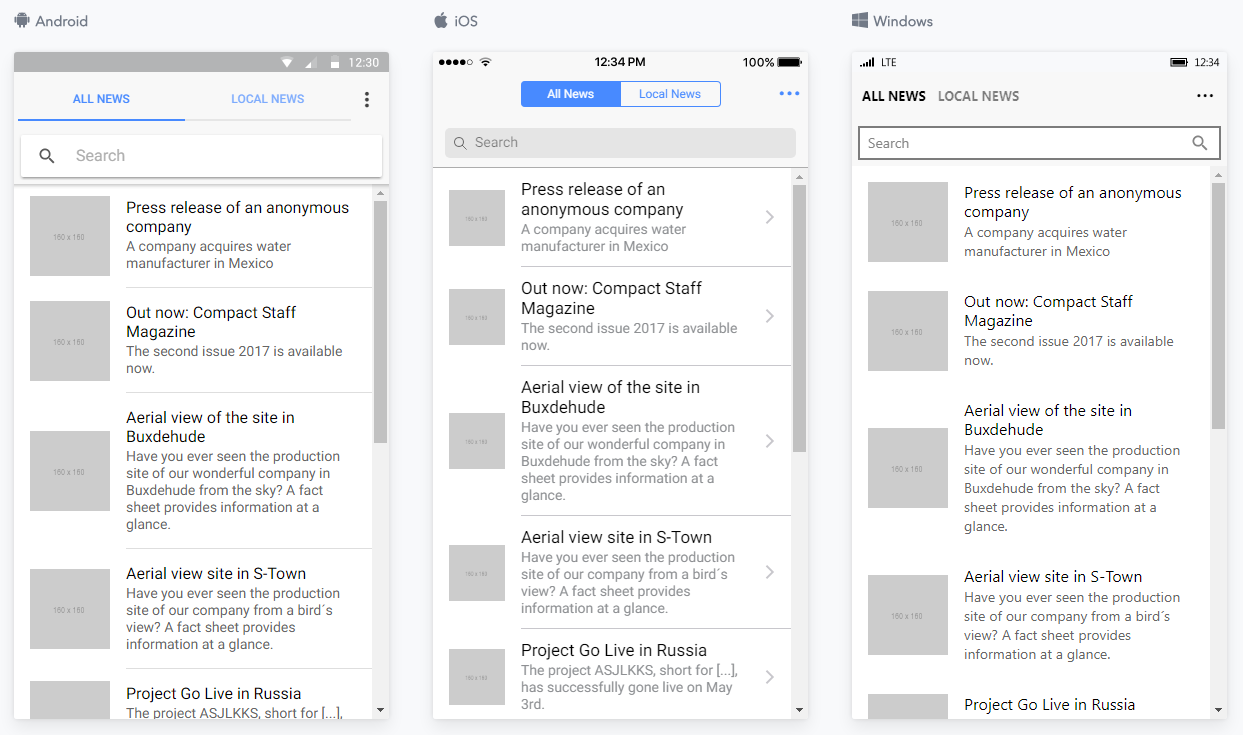 Android
12:30
ALL NEWS LOCAL NEWS
Search
160 x 160
Press release of an anonymous
company
A company acquires water
manufacturer in Mexico
160 x 160
Out now: Compact Staff
Magazine
The second issue 2017 is available
now.
160 x 160
Aerial view of the site in
Buxdehude
Have you ever seen the production
site of our wonderful company in
Buxdehude from the sky? A fact
sheet provides information at a
glance.
160 x 160
Aerial view site in S-Town
Have you ever seen the production
site of our company from a bird´s
view? A fact sheet provides
information at a glance.
Project Go Live in Russia
The project ASJLKKS, short for [...],
iOS
12:34 PM 100%
All News Local News
Search
160 x 160
Press release of an
anonymous company
A company acquires water
manufacturer in Mexico
160 x 160
Out now: Compact Staff
Magazine
The second issue 2017 is available
now.
160 x 160
Aerial view of the site in
Buxdehude
Have you ever seen the production
site of our wonderful company in
Buxdehude from the sky? A fact
sheet provides information at a
glance.
160 x 160
Aerial view site in S-Town
Have you ever seen the production
site of our company from a bird´s
view? A fact sheet provides
information at a glance.
160 x 160
Project Go Live in Russia
The project ASJLKKS, short for [...],
has successfully gone live on May
3rd.
Windows
LTE 12:34
ALL NEWS LOCAL NEWS
Search
160 x 160
Press release of an anonymous
company
A company acquires water
manufacturer in Mexico
160 x 160
Out now: Compact Staff
Magazine
The second issue 2017 is available
now.
160 x 160
Aerial view of the site in
Buxdehude
Have you ever seen the production
site of our wonderful company in
Buxdehude from the sky? A fact
sheet provides information at a
glance.
160 x 160
Aerial view site in S-Town
Have you ever seen the production
site of our company from a bird´s
view? A fact sheet provides
information at a glance.
Project Go Live in Russia